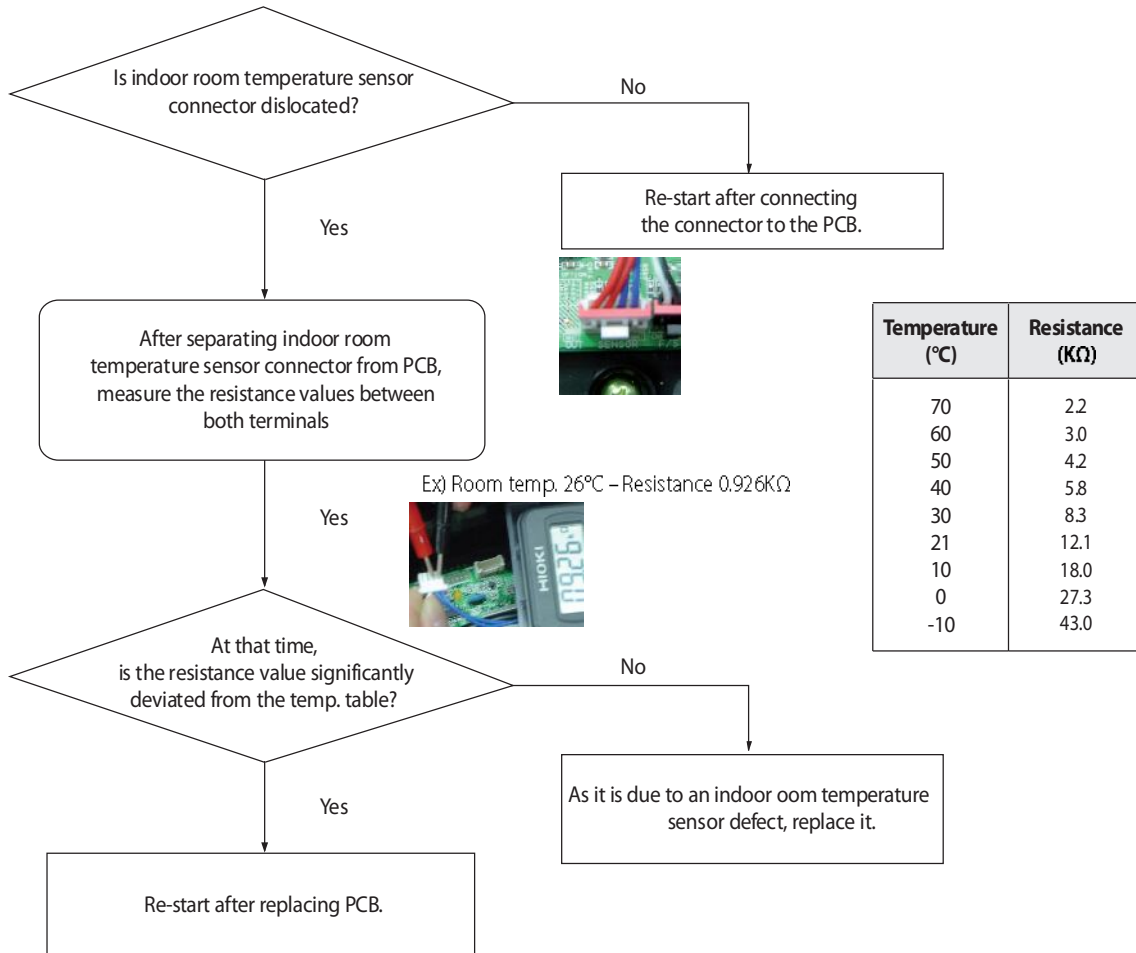 Is indoor room temperature sensor
connector dislocated?
No
Re-start after connecting
the connector to the PCB.
Yes
OUT SENSOR
After separating indoor room
temperature sensor connector from PCB,
measure the resistance values between
both terminals
Temperature Resistance
(°C) (KΩ)
70 2.2
60 3.0
50 4.2
40 5.8
30 8.3
21 12.1
10 18.0
0 27.3
-10 43.0
Ex) Room temp. 26°C – Resistance 0.926KΩ
Yes
HIOKI
0.926
At that time,
is the resistance value significantly
deviated from the temp. table?
No
As it is due to an indoor oom temperature
sensor defect, replace it.
Yes
Re-start after replacing PCB.